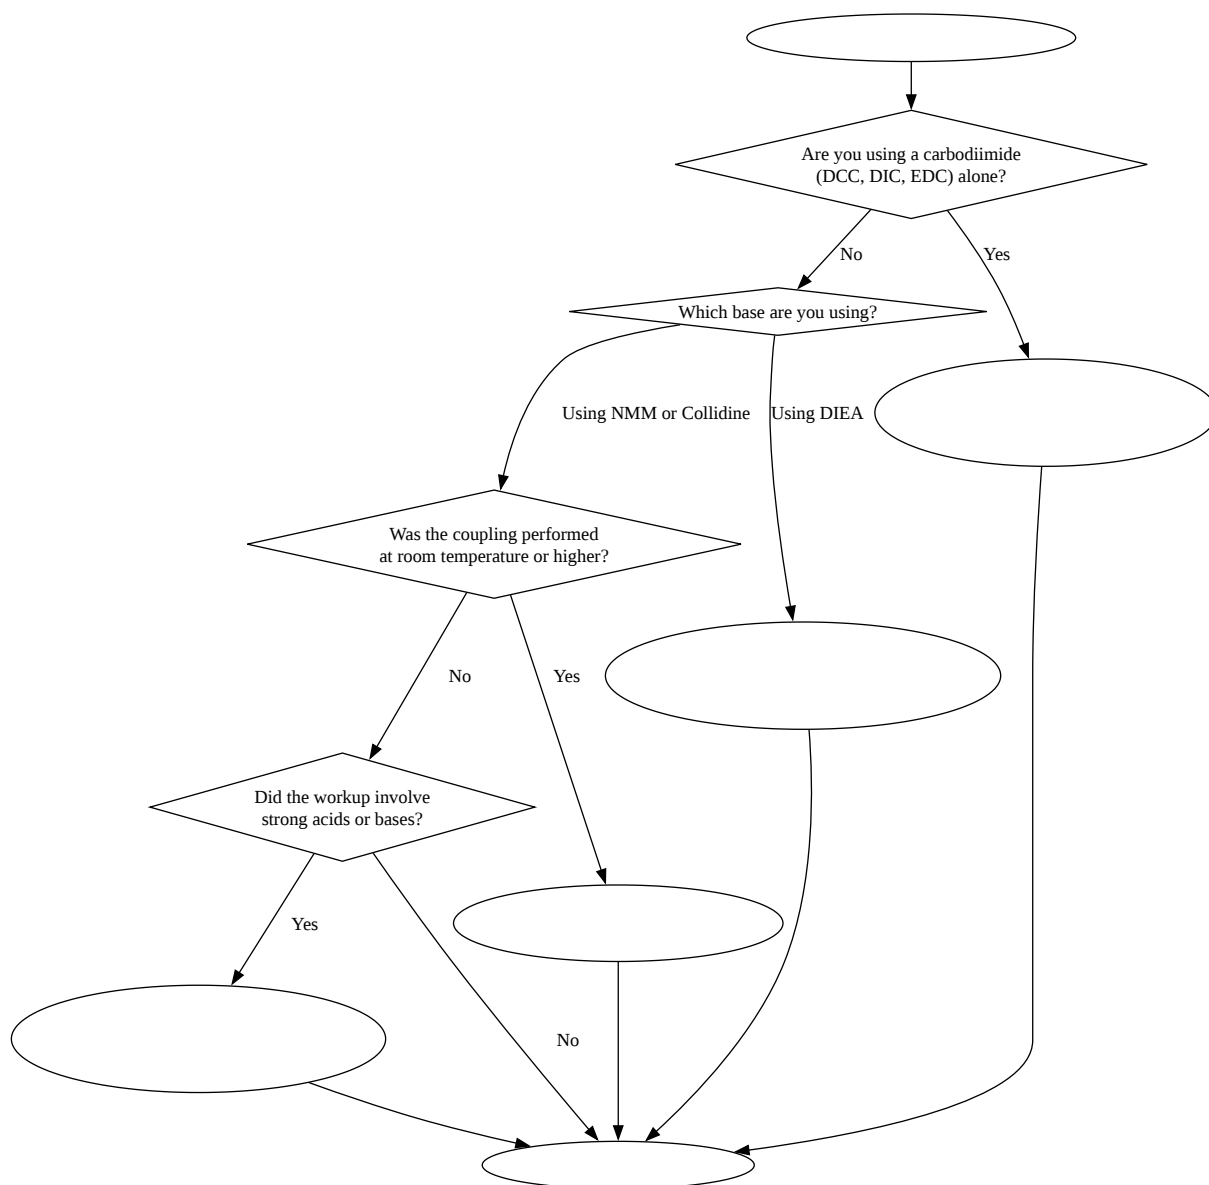 Are you using a carbodiimide
(DCC, DIC, EDC) alone?
No
Yes
Which base are you using?
Using NMM or Collidine
Using DIEA
Was the coupling performed
at room temperature or higher?
No
Yes
Did the workup involve
strong acids or bases?
Yes
No